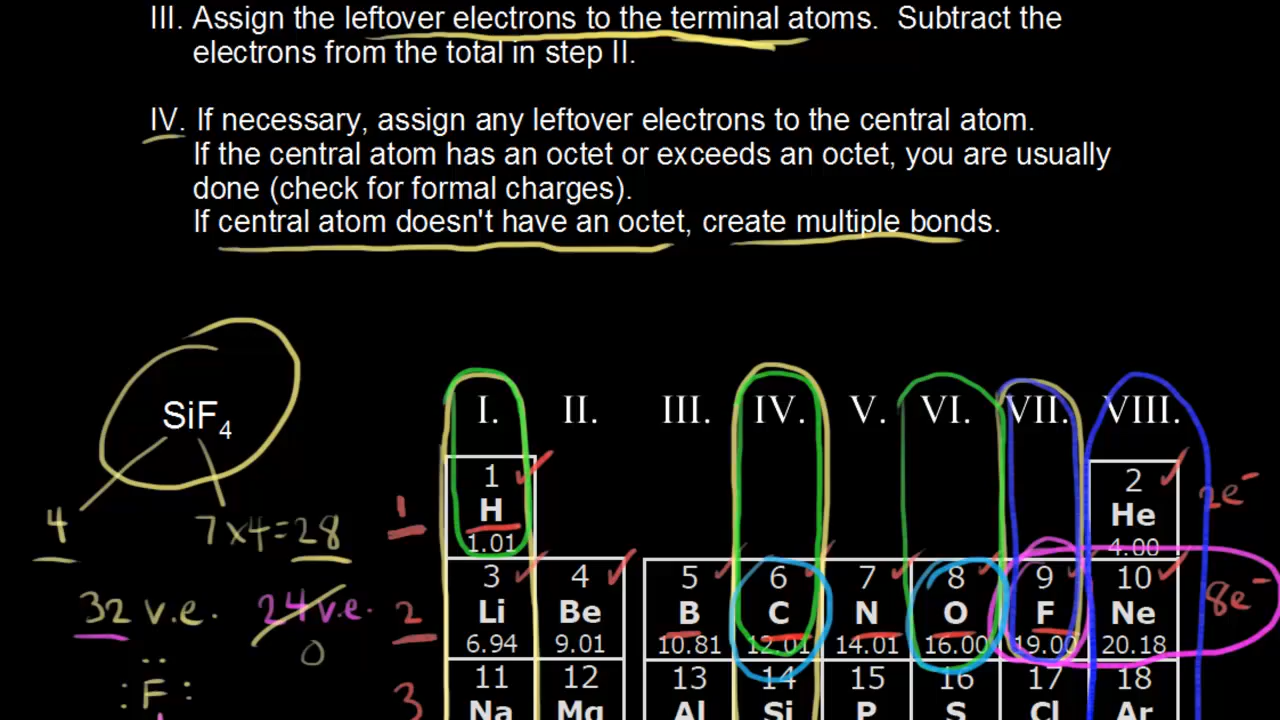 III. Assign the leftover electrons to the terminal atoms. Subtract the
electrons from the total in step II.
IV. If necessary, assign any leftover electrons to the central atom.
If the central atom has an octet or exceeds an octet, you are usually
done (check for formal charges).
If central atom doesn't have an octet, create multiple bonds.
SiF4
4
7x4=28
32 v.e. 24 v.e.
0
:F:
I. II. III. IV. V. VI. VII. VIII.
1
1 2
H He 2e-
1.01 4.00
2
3 4 5 6 7 8 9 10
Li Be B C N O F Ne 8e-
6.94 9.01 10.81 12.01 14.01 16.00 19.00 20.18
3
11 12 13 14 15 16 17 18
Na Mg Al Si P S Cl Ar